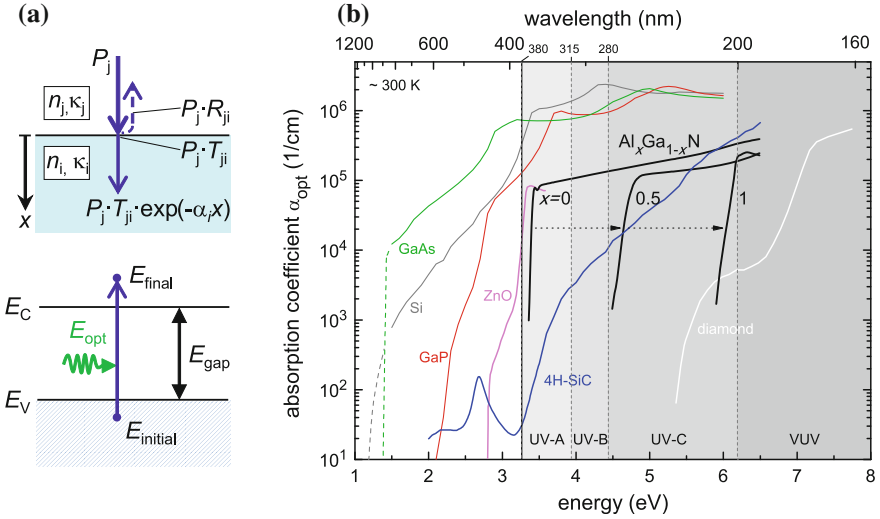 (a)
P_j
n_j, κ_j
P_j·R_ji
P_j·T_ji
n_i, κ_i
x
P_j·T_ji·exp(-α_i x)
E_final
E_C
E_opt
E_gap
E_V
E_initial
(b)
wavelength (nm)
1200 600 400 380 315 280 200 160
~ 300 K
absorption coefficient α_opt (1/cm)
10^6
10^5
10^4
10^3
10^2
10^1
Al_xGa_1-xN
x=0
0.5
1
GaAs
Si
ZnO
GaP
4H-SiC
diamond
UV-A UV-B UV-C VUV
1 2 3 4 5 6 7 8
energy (eV)